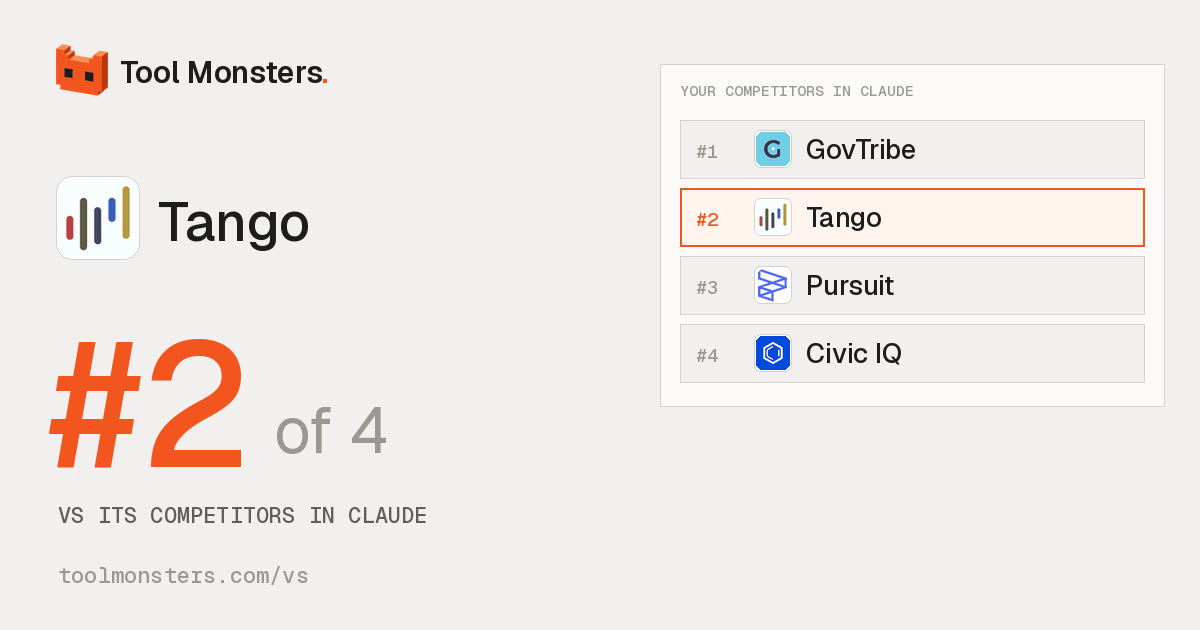 Tool Monsters.
Tango
#2 of 4
VS ITS COMPETITORS IN CLAUDE
toolmonsters.com/vs
YOUR COMPETITORS IN CLAUDE
#1 GovTribe
#2 Tango
#3 Pursuit
#4 Civic IQ